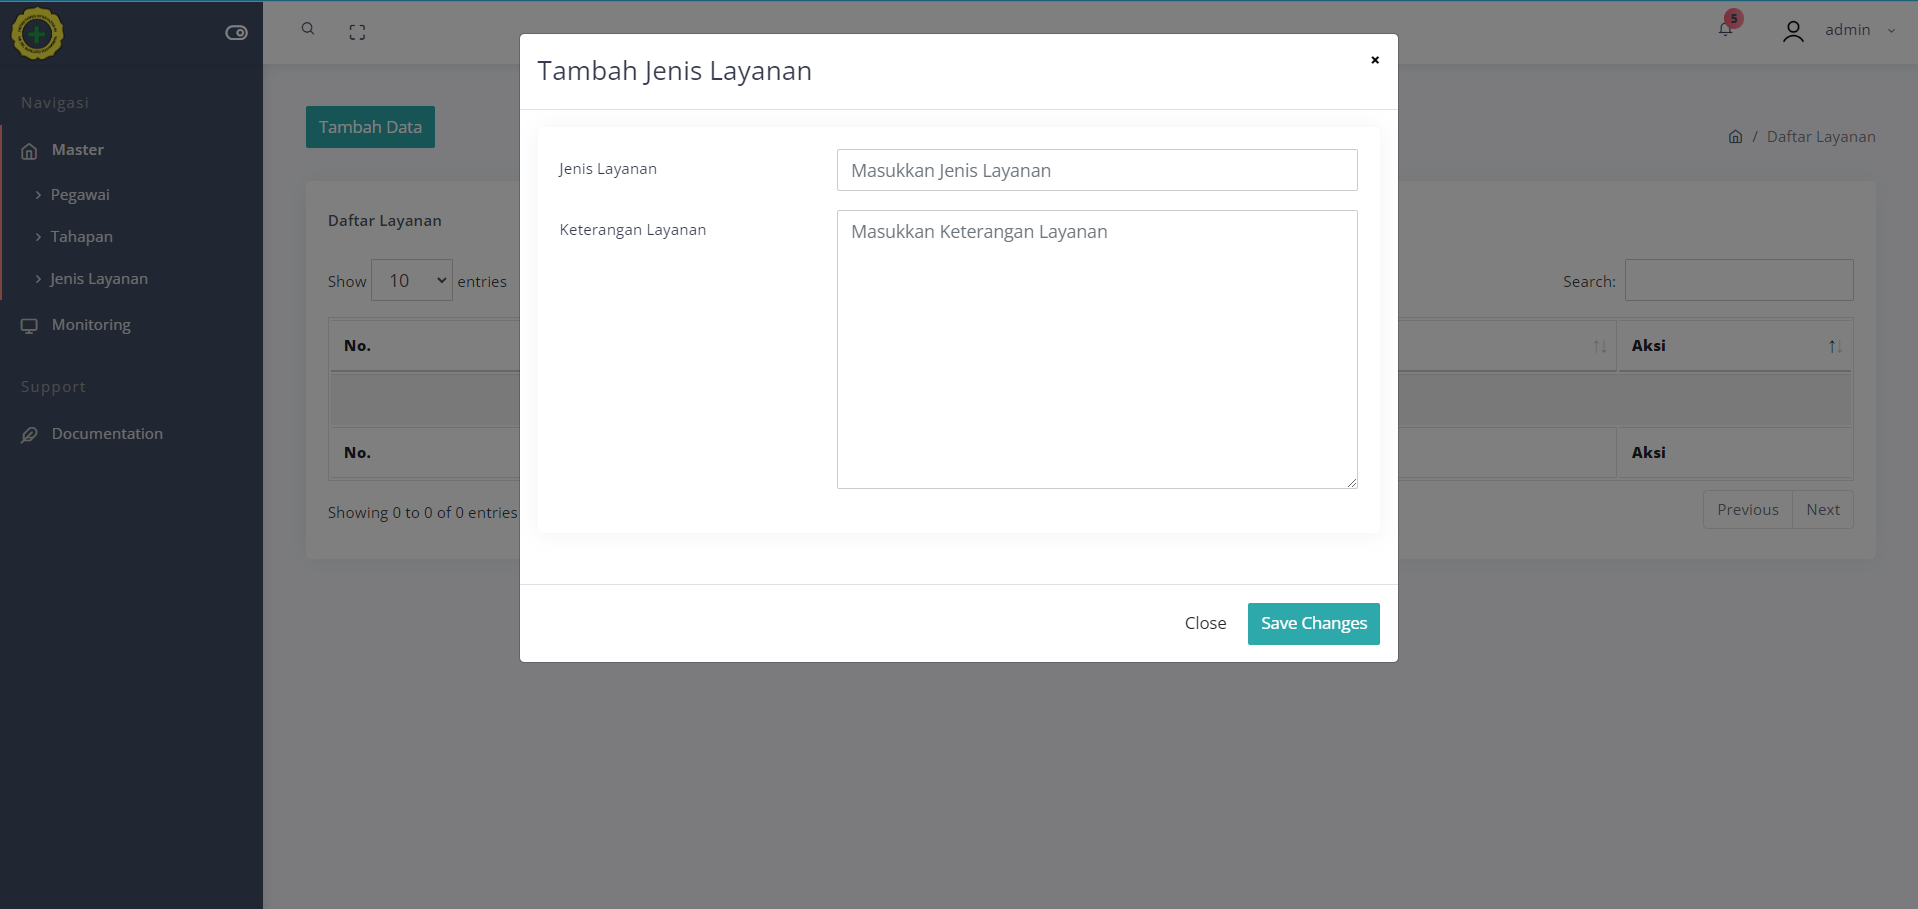 5
admin
Navigasi
Master
Pegawai
Tahapan
Jenis Layanan
Monitoring
Support
Documentation
Tambah Data
/ Daftar Layanan
Daftar Layanan
Show 10 entries
Search:
No.
Aksi
No.
Aksi
Showing 0 to 0 of 0 entries
Previous
Next
Tambah Jenis Layanan
×
Jenis Layanan
Masukkan Jenis Layanan
Keterangan Layanan
Masukkan Keterangan Layanan
Close
Save Changes